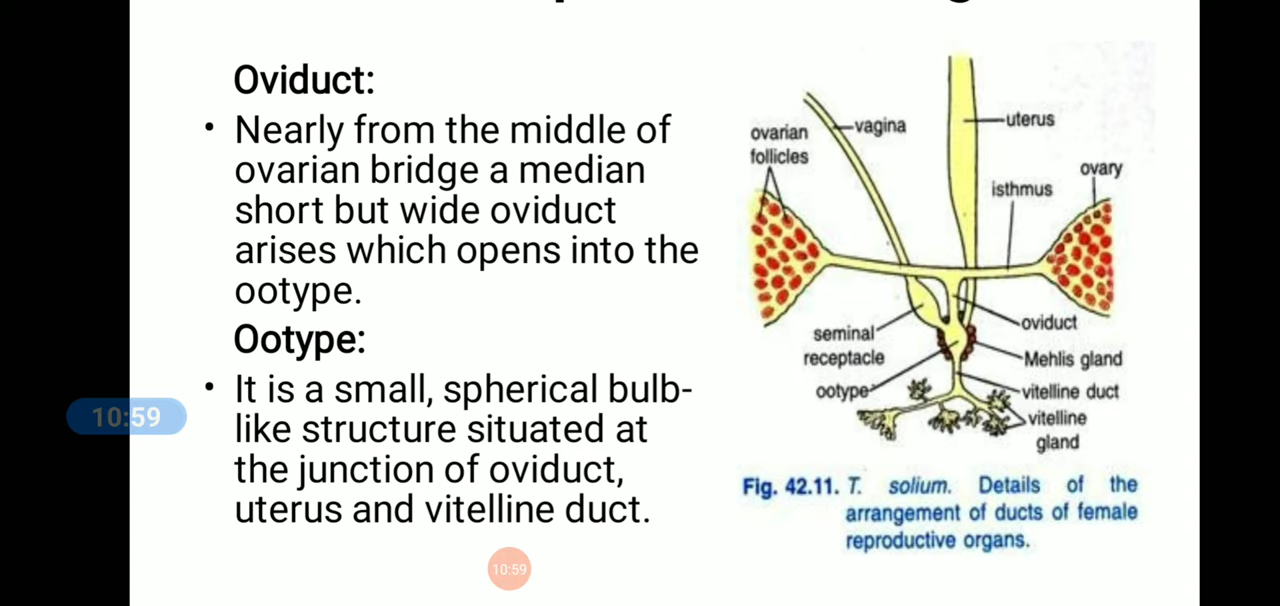 Oviduct:
• Nearly from the middle of
ovarian bridge a median
short but wide oviduct
arises which opens into the
ootype.
Ootype:
• It is a small, spherical bulb-
like structure situated at
the junction of oviduct,
uterus and vitelline duct.
10:59
10:59
ovarian
follicles
vagina
uterus
ovary
isthmus
seminal
receptacle
ootype
oviduct
Mehlis gland
vitelline duct
vitelline
gland
Fig. 42.11. T. solium. Details of the
arrangement of ducts of female
reproductive organs.